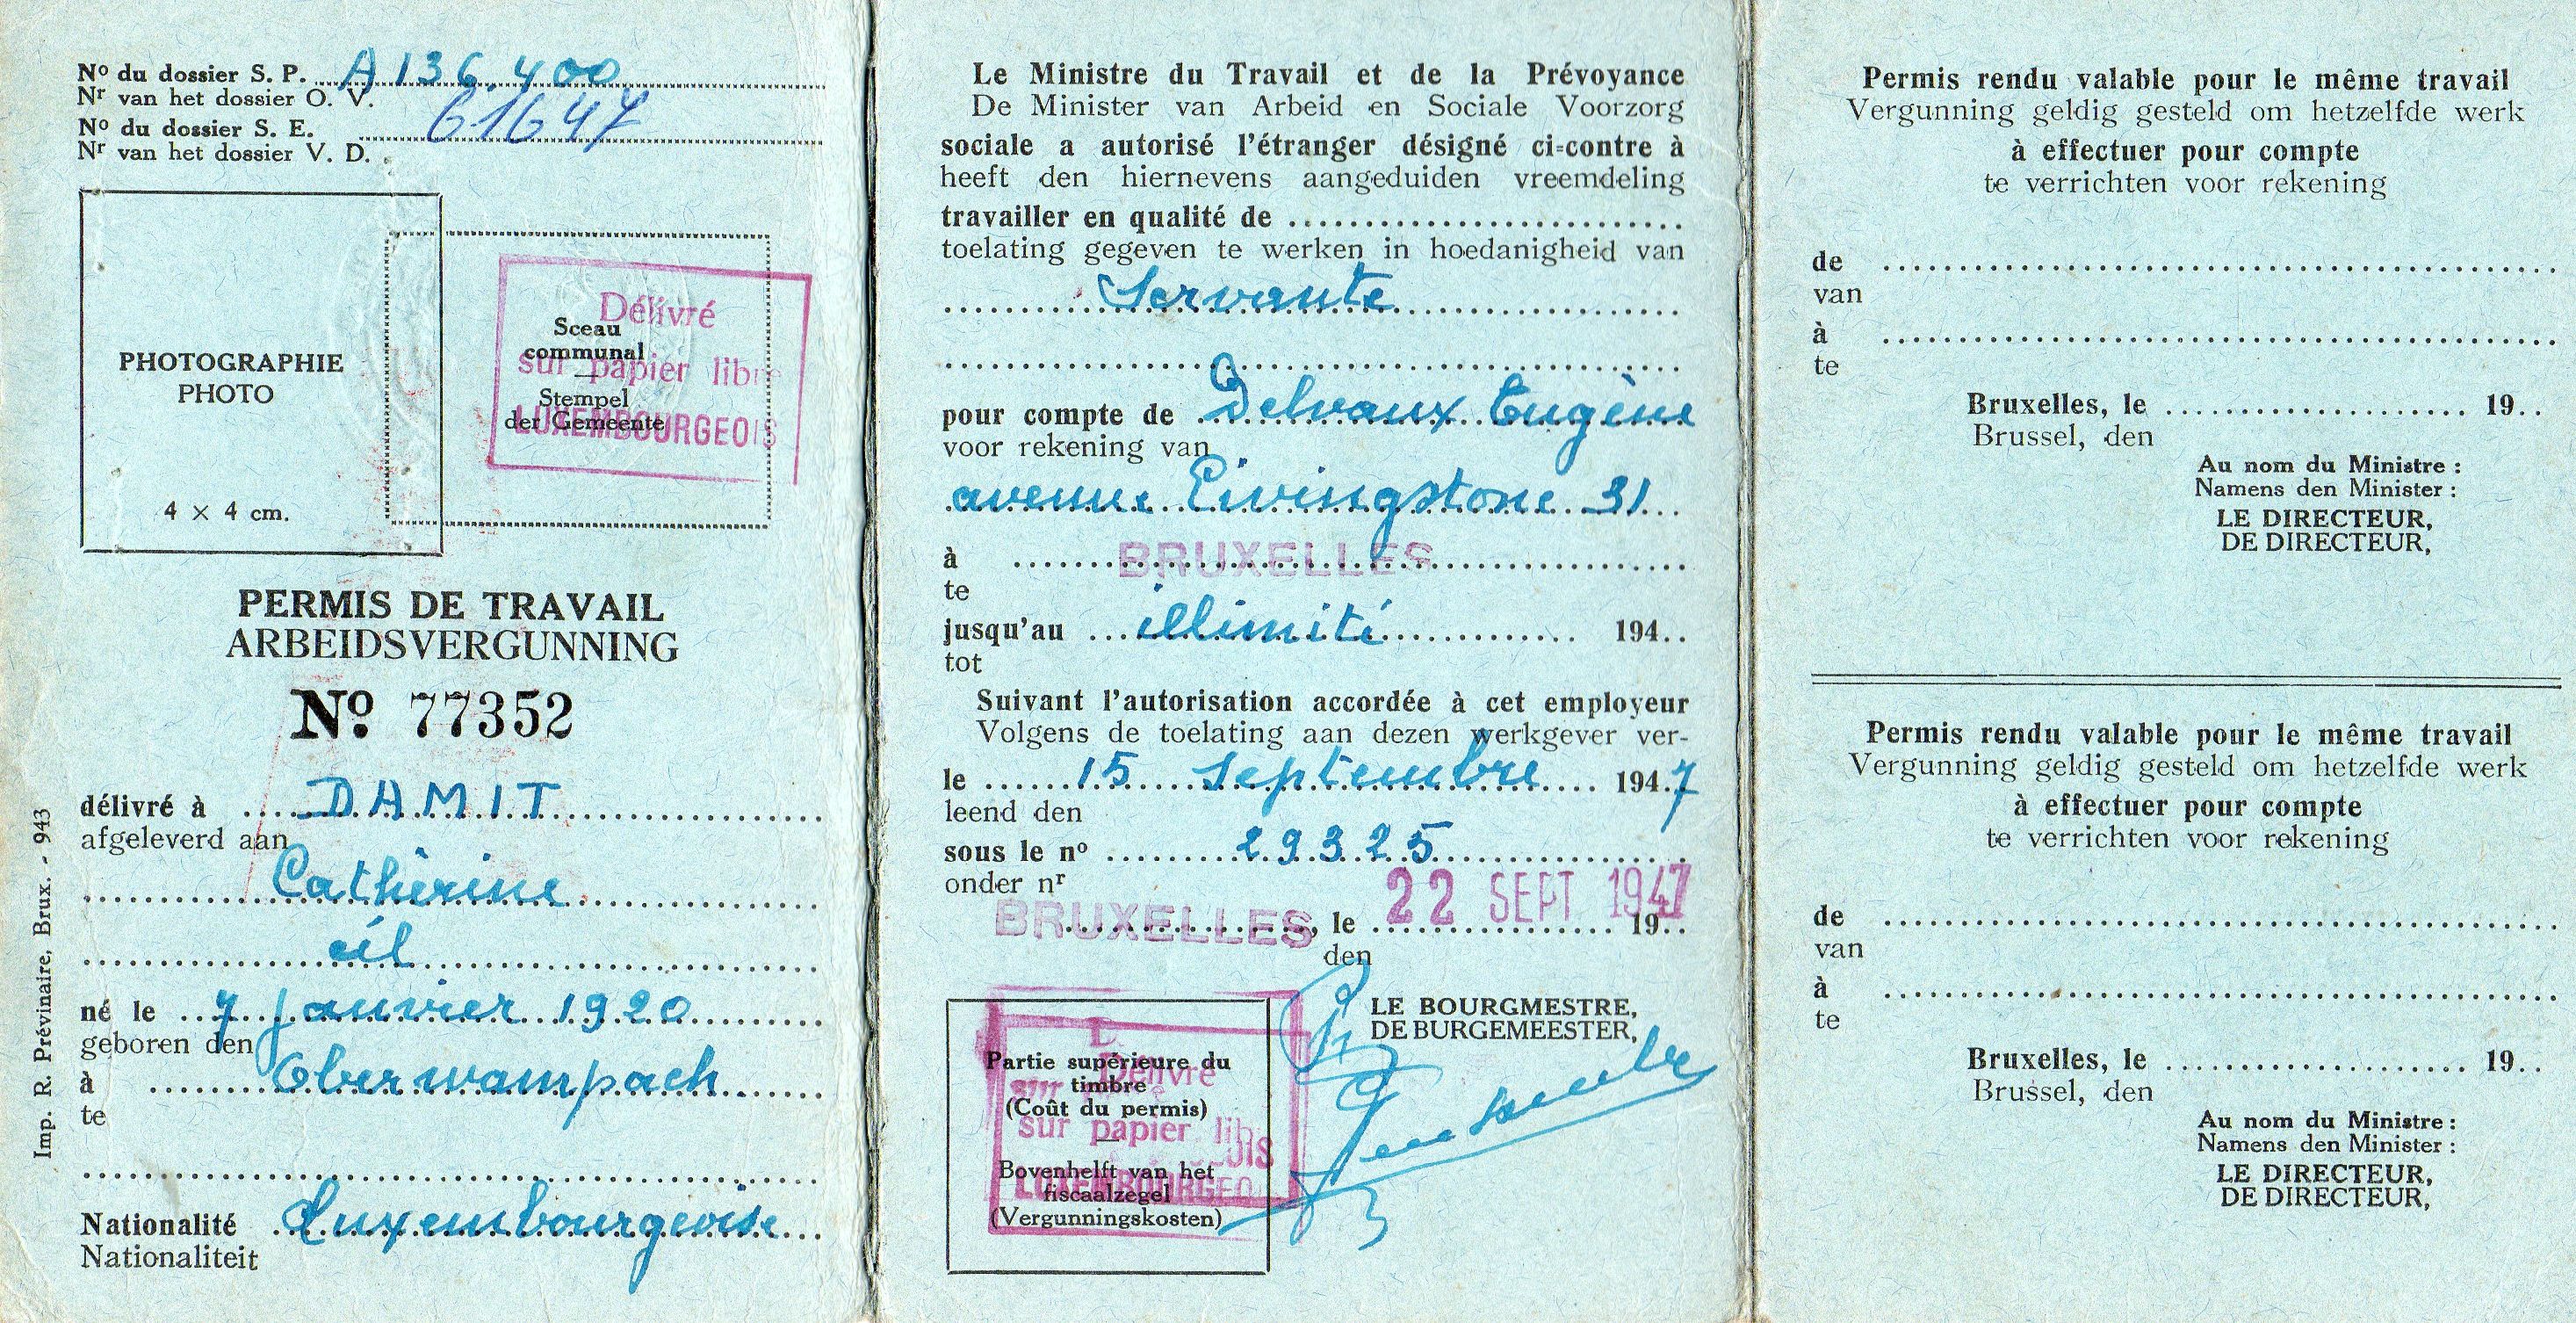 Nº du dossier S. P. A 136.400
Nr van het dossier O. V.
Nº du dossier S. E. 61647
Nr van het dossier V. D.
PHOTOGRAPHIE
PHOTO
4 × 4 cm.
Sceau
communal
—
Stempel
der Gemeente
Délivré
sur papier libre
LUXEMBOURGEOIS
PERMIS DE TRAVAIL
ARBEIDSVERGUNNING
Nº 77352
délivré à DAMIT
afgeleverd aan
Cathérine
cél
né le 7 janvier 1920
geboren den
à Oberwampach
te
Nationalité Luxembourgeoise
Nationaliteit
Imp. R. Prévinaire, Brux. - 943
Le Ministre du Travail et de la Prévoyance
De Minister van Arbeid en Sociale Voorzorg
sociale a autorisé l'étranger désigné ci-contre à
heeft den hiernevens aangeduiden vreemdeling
travailler en qualité de
toelating gegeven te werken in hoedanigheid van
Servante
pour compte de Delvaux Eugène
voor rekening van
avenue Livingstone 31
à BRUXELLES
te
jusqu'au illimité 194..
tot
Suivant l'autorisation accordée à cet employeur
Volgens de toelating aan dezen werkgever ver-
le 15 septembre 1947
leend den
sous le nº 29325
onder nr
BRUXELLES, le 22 SEPT 1947 19..
den
LE BOURGMESTRE,
DE BURGEMEESTER,
Partie supérieure du
timbre
(Coût du permis)
—
Bovenhelft van het
fiscaalzegel
(Vergunningskosten)
Délivré
sur papier libre
LUXEMBOURGEOIS
Permis rendu valable pour le même travail
Vergunning geldig gesteld om hetzelfde werk
à effectuer pour compte
te verrichten voor rekening
de
van
à
te
Bruxelles, le 19..
Brussel, den
Au nom du Ministre :
Namens den Minister :
LE DIRECTEUR,
DE DIRECTEUR,
Permis rendu valable pour le même travail
Vergunning geldig gesteld om hetzelfde werk
à effectuer pour compte
te verrichten voor rekening
de
van
à
te
Bruxelles, le 19..
Brussel, den
Au nom du Ministre :
Namens den Minister :
LE DIRECTEUR,
DE DIRECTEUR,